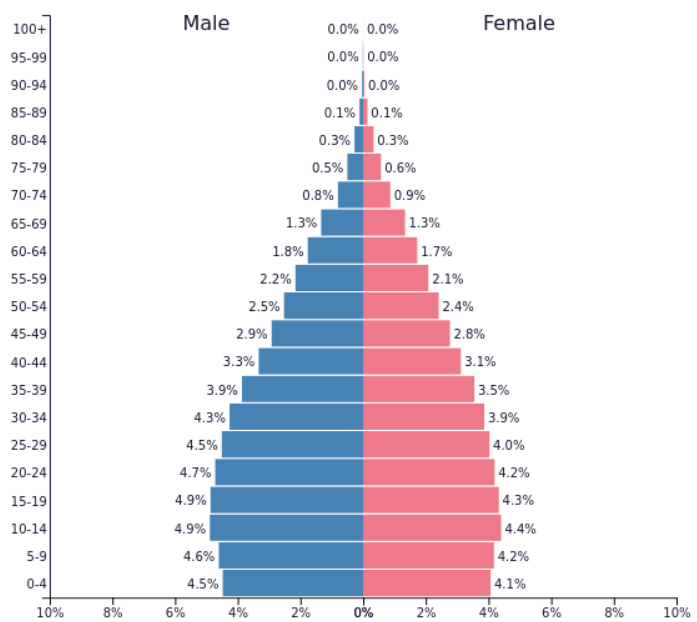 Male Female
100+ 0.0% 0.0%
95-99 0.0% 0.0%
90-94 0.0% 0.0%
85-89 0.1% 0.1%
80-84 0.3% 0.3%
75-79 0.5% 0.6%
70-74 0.8% 0.9%
65-69 1.3% 1.3%
60-64 1.8% 1.7%
55-59 2.2% 2.1%
50-54 2.5% 2.4%
45-49 2.9% 2.8%
40-44 3.3% 3.1%
35-39 3.9% 3.5%
30-34 4.3% 3.9%
25-29 4.5% 4.0%
20-24 4.7% 4.2%
15-19 4.9% 4.3%
10-14 4.9% 4.4%
5-9 4.6% 4.2%
0-4 4.5% 4.1%
10% 8% 6% 4% 2% 0% 2% 4% 6% 8% 10%